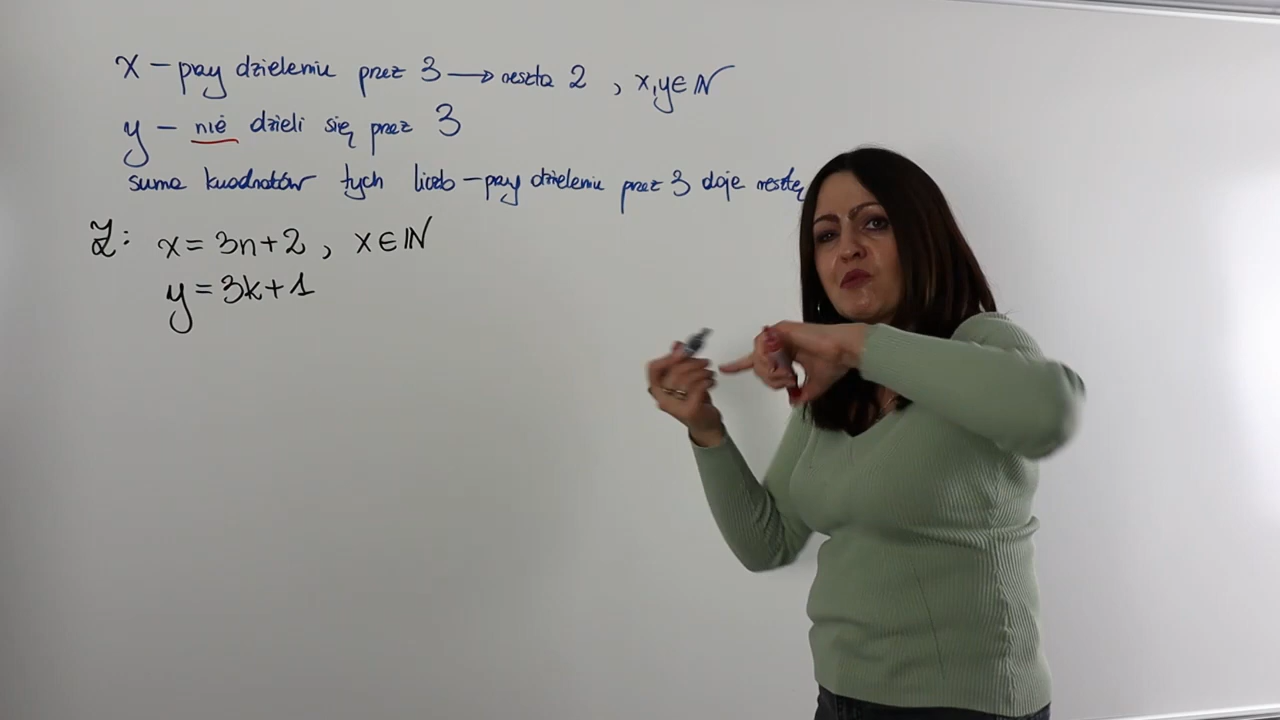 x – przy dzieleniu przez 3 → reszta 2 , x,y ∈ ℕ
y – nie dzieli się przez 3
suma kwadratów tych liczb – przy dzieleniu przez 3 daje resztę
Z: x = 3n + 2 , x ∈ ℕ
y = 3k + 1